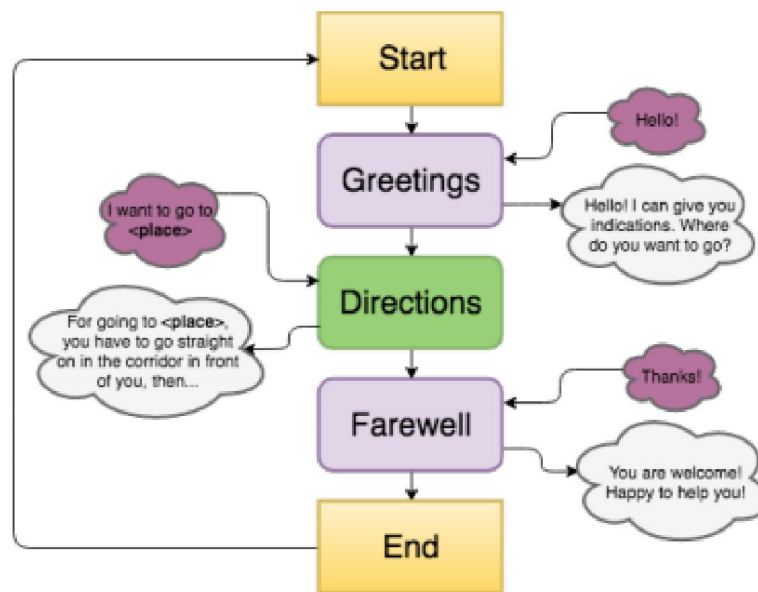 Start
Hello!
Greetings
Hello! I can give you
indications. Where
do you want to go?
I want to go to
<place>
Directions
For going to <place>,
you have to go straight
on in the corridor in front
of you, then...
Thanks!
Farewell
You are welcome!
Happy to help you!
End